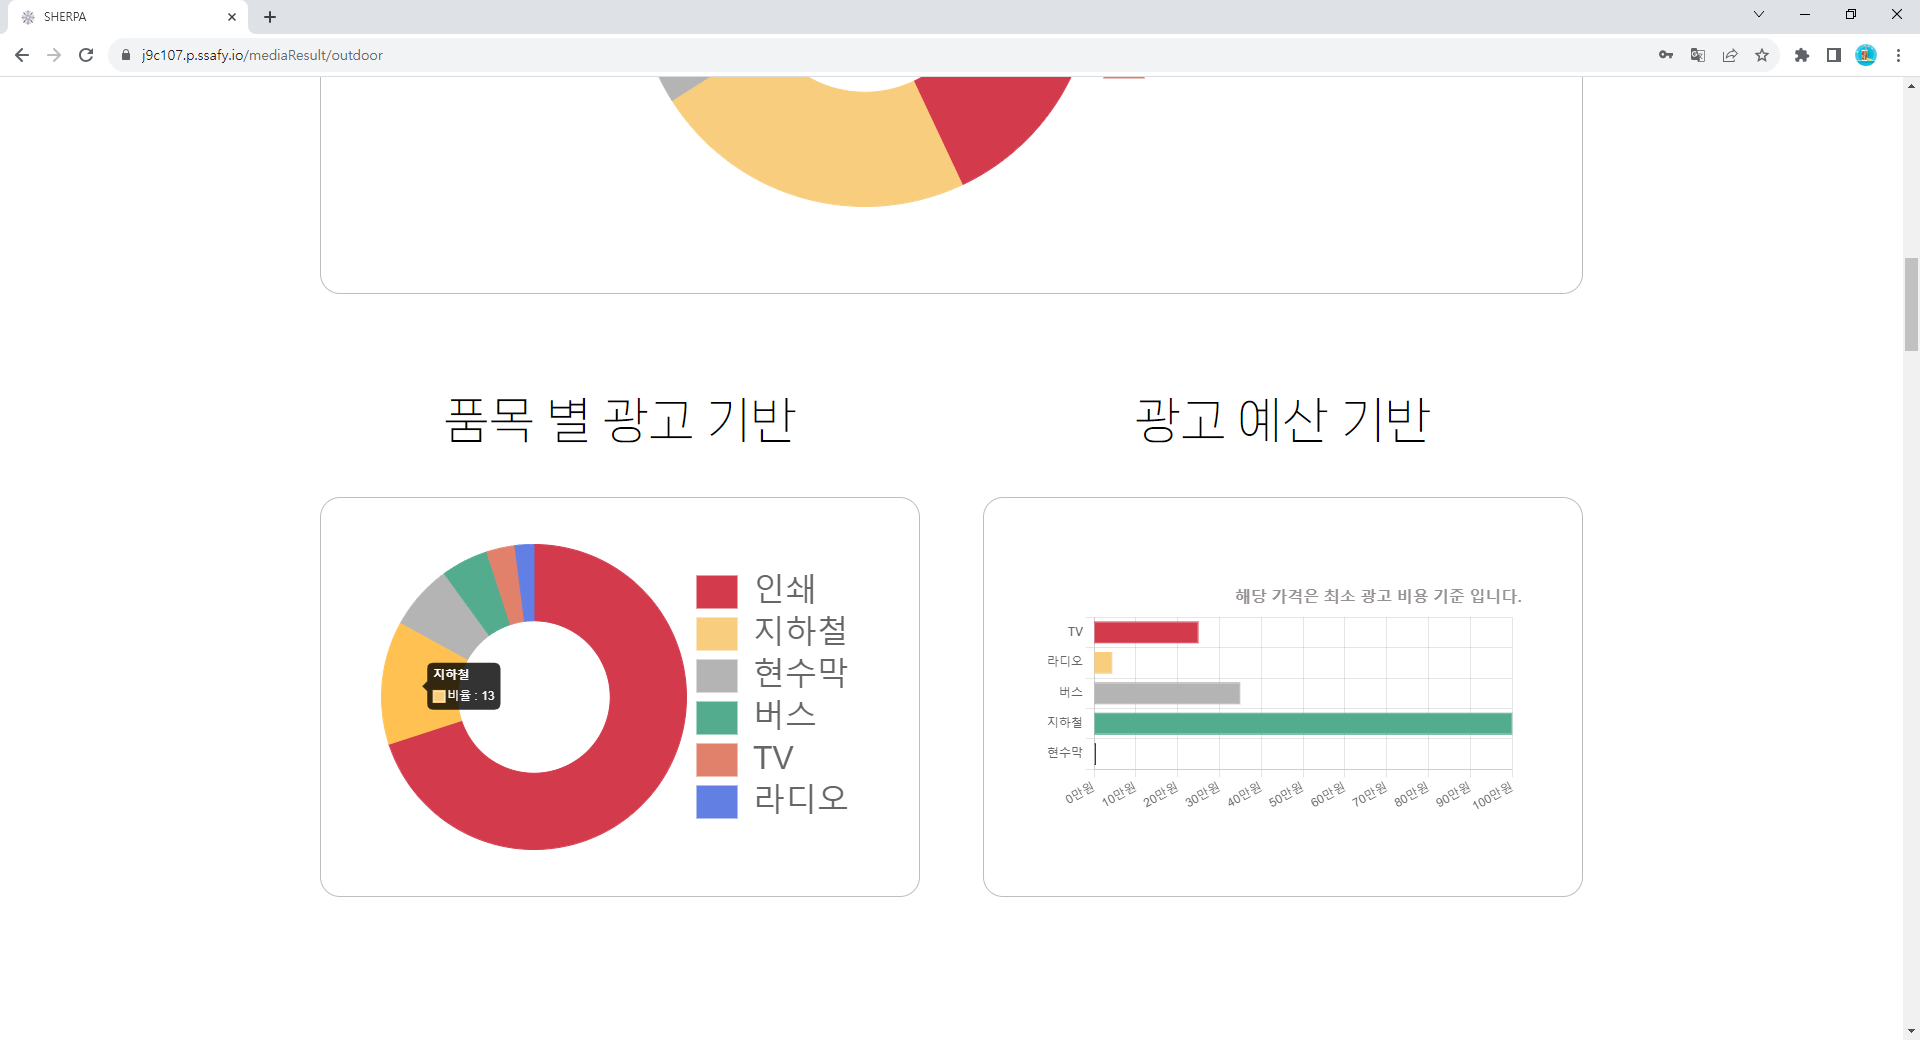 SHERPA
j9c107.p.ssafy.io/mediaResult/outdoor
품목 별 광고 기반
광고 예산 기반
인쇄
지하철
현수막
버스
TV
라디오
지하철
비율 : 13
해당 가격은 최소 광고 비용 기준 입니다.
TV
라디오
버스
지하철
현수막
0만원
10만원
20만원
30만원
40만원
50만원
60만원
70만원
80만원
90만원
100만원